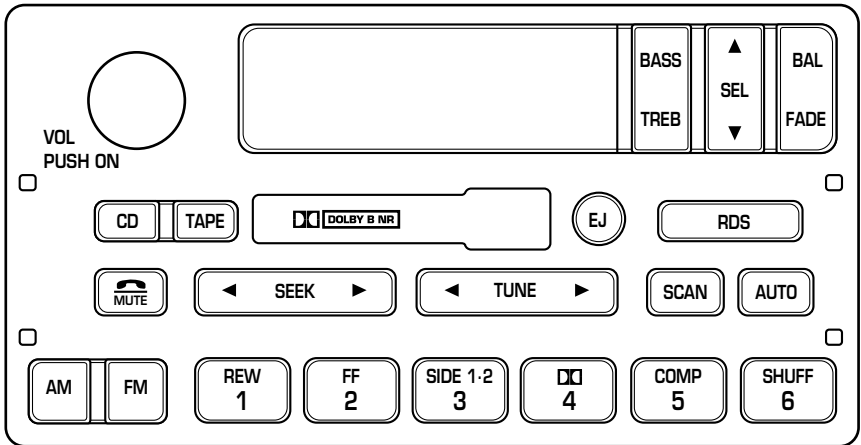 BASS
TREB
▲
SEL
▼
BAL
FADE
VOL
PUSH ON
CD
TAPE
DOLBY B NR
EJ
RDS
MUTE
◄ SEEK ►
◄ TUNE ►
SCAN
AUTO
AM
FM
REW
1
FF
2
SIDE 1·2
3
4
COMP
5
SHUFF
6